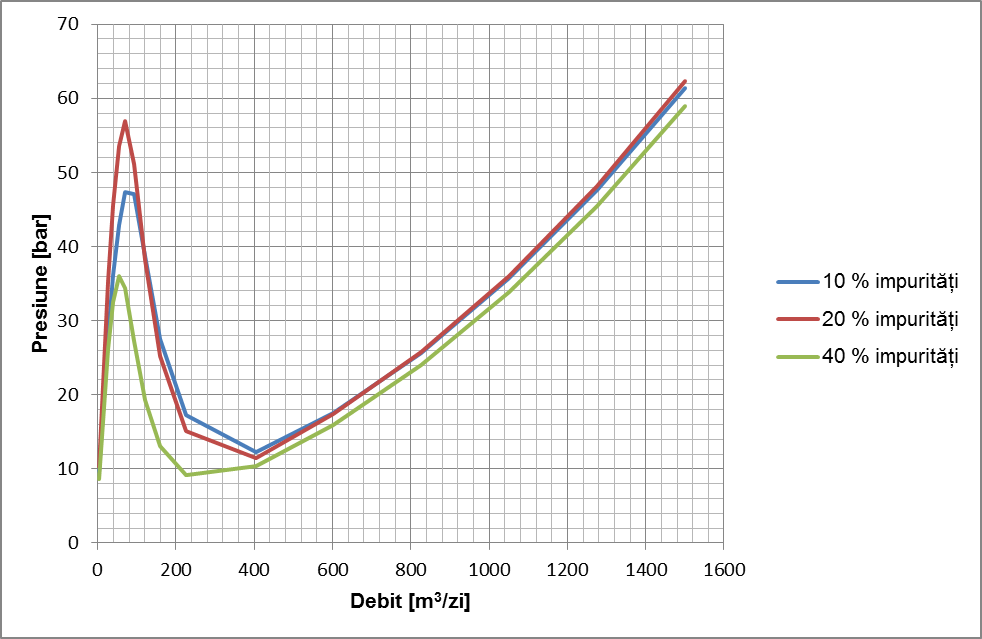 70
60
50
40
30
20
10
0
Presiune [bar]
0 200 400 600 800 1000 1200 1400 1600
Debit [m³/zi]
10 % impurități
20 % impurități
40 % impurități